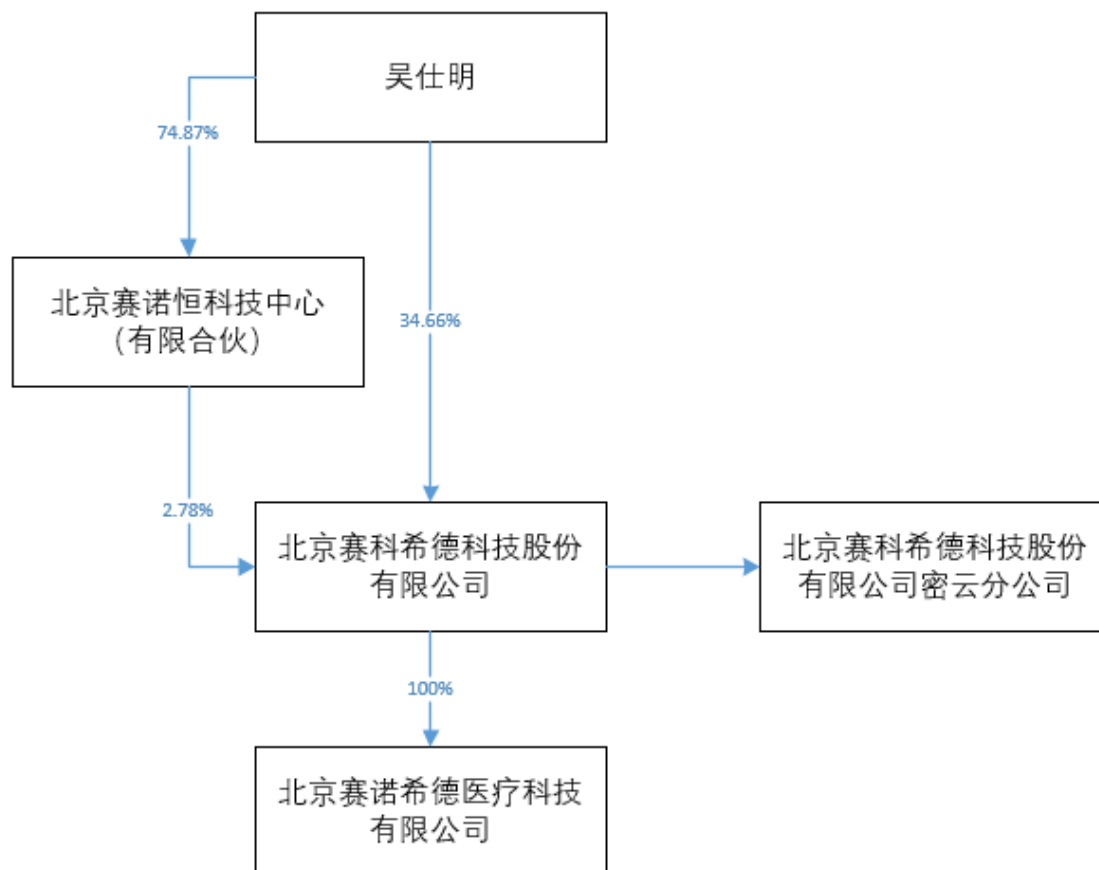 吴仕明
74.87%
北京赛诺恒科技中心
（有限合伙）
34.66%
2.78%
北京赛科希德科技股份
有限公司
北京赛科希德科技股份
有限公司密云分公司
100%
北京赛诺希德医疗科技
有限公司